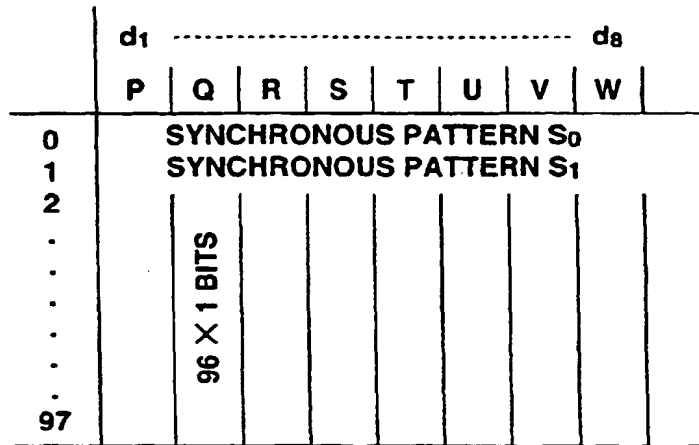 d1 ---------------------------------- d8
P Q R S T U V W
0 SYNCHRONOUS PATTERN S0
1 SYNCHRONOUS PATTERN S1
2
.
.
.
.
.
.
97
96 X 1 BITS